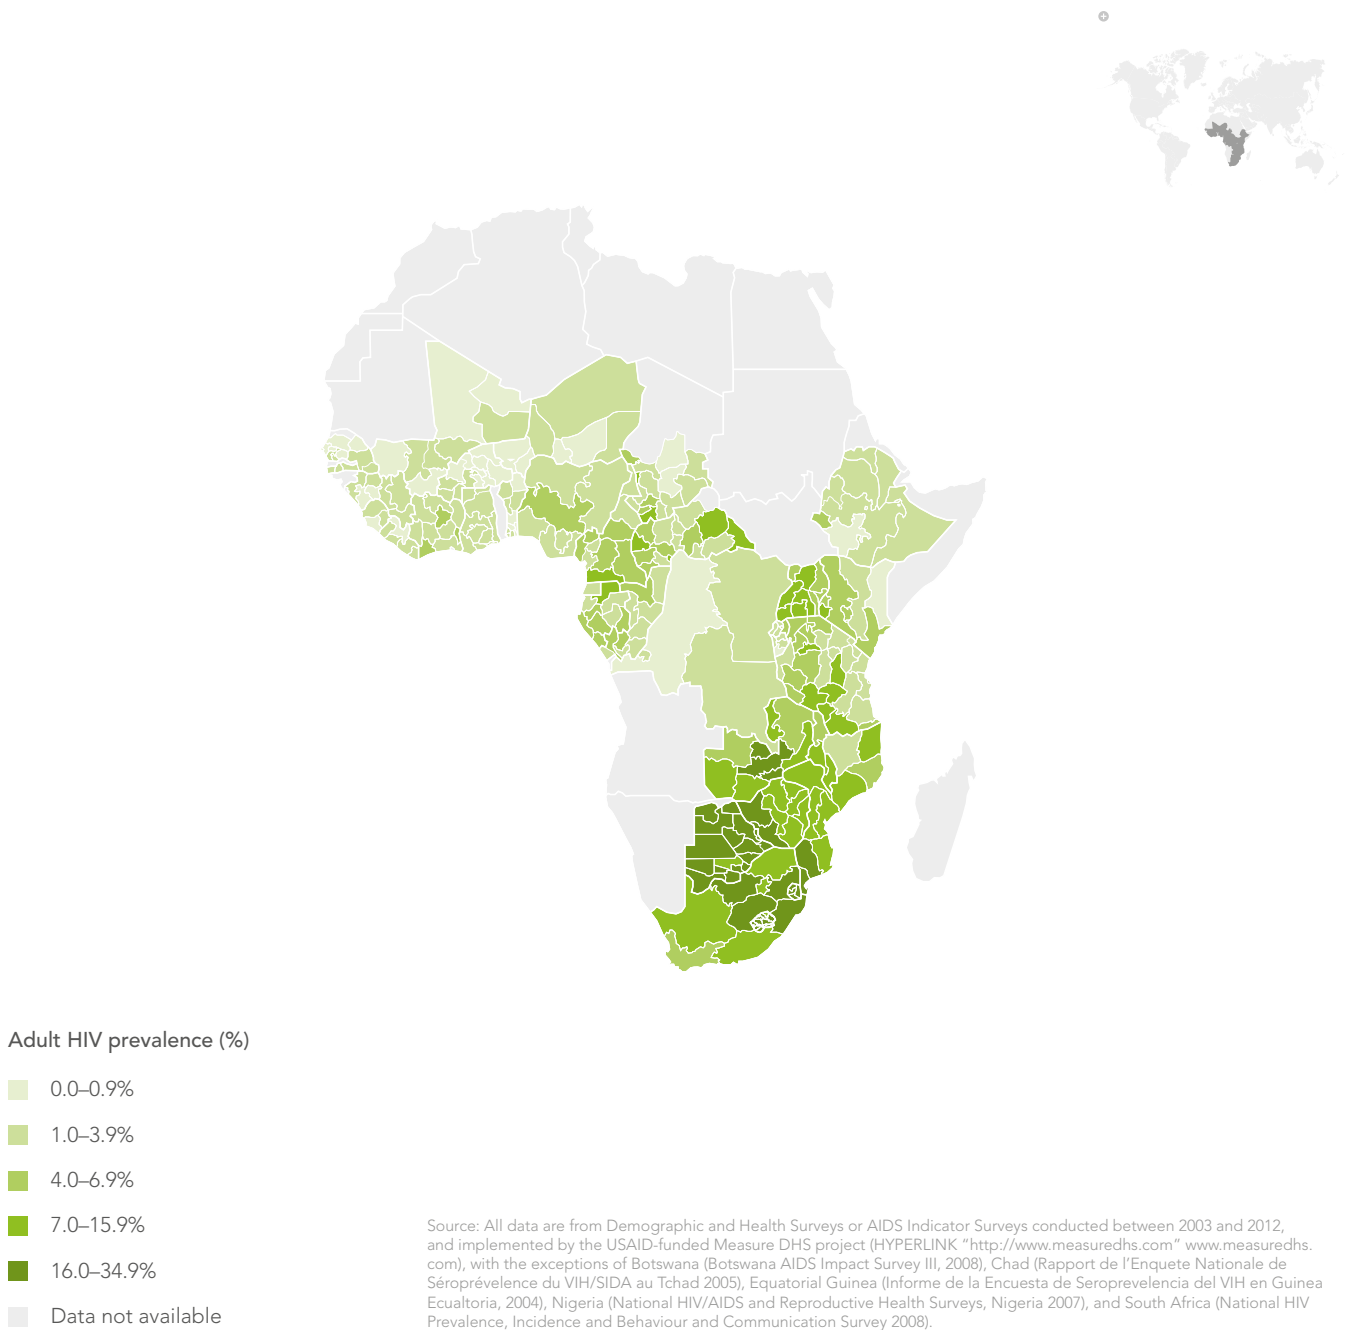 Adult HIV prevalence (%)
0.0–0.9%
1.0–3.9%
4.0–6.9%
7.0–15.9%
16.0–34.9%
Data not available
Source: All data are from Demographic and Health Surveys or AIDS Indicator Surveys conducted between 2003 and 2012,
and implemented by the USAID-funded Measure DHS project (HYPERLINK “http://www.measuredhs.com“ www.measuredhs.
com), with the exceptions of Botswana (Botswana AIDS Impact Survey III, 2008), Chad (Rapport de l’Enquete Nationale de
Séroprévelence du VIH/SIDA au Tchad 2005), Equatorial Guinea (Informe de la Encuesta de Seroprevelencia del VIH en Guinea
Ecualtoria, 2004), Nigeria (National HIV/AIDS and Reproductive Health Surveys, Nigeria 2007), and South Africa (National HIV
Prevalence, Incidence and Behaviour and Communication Survey 2008).